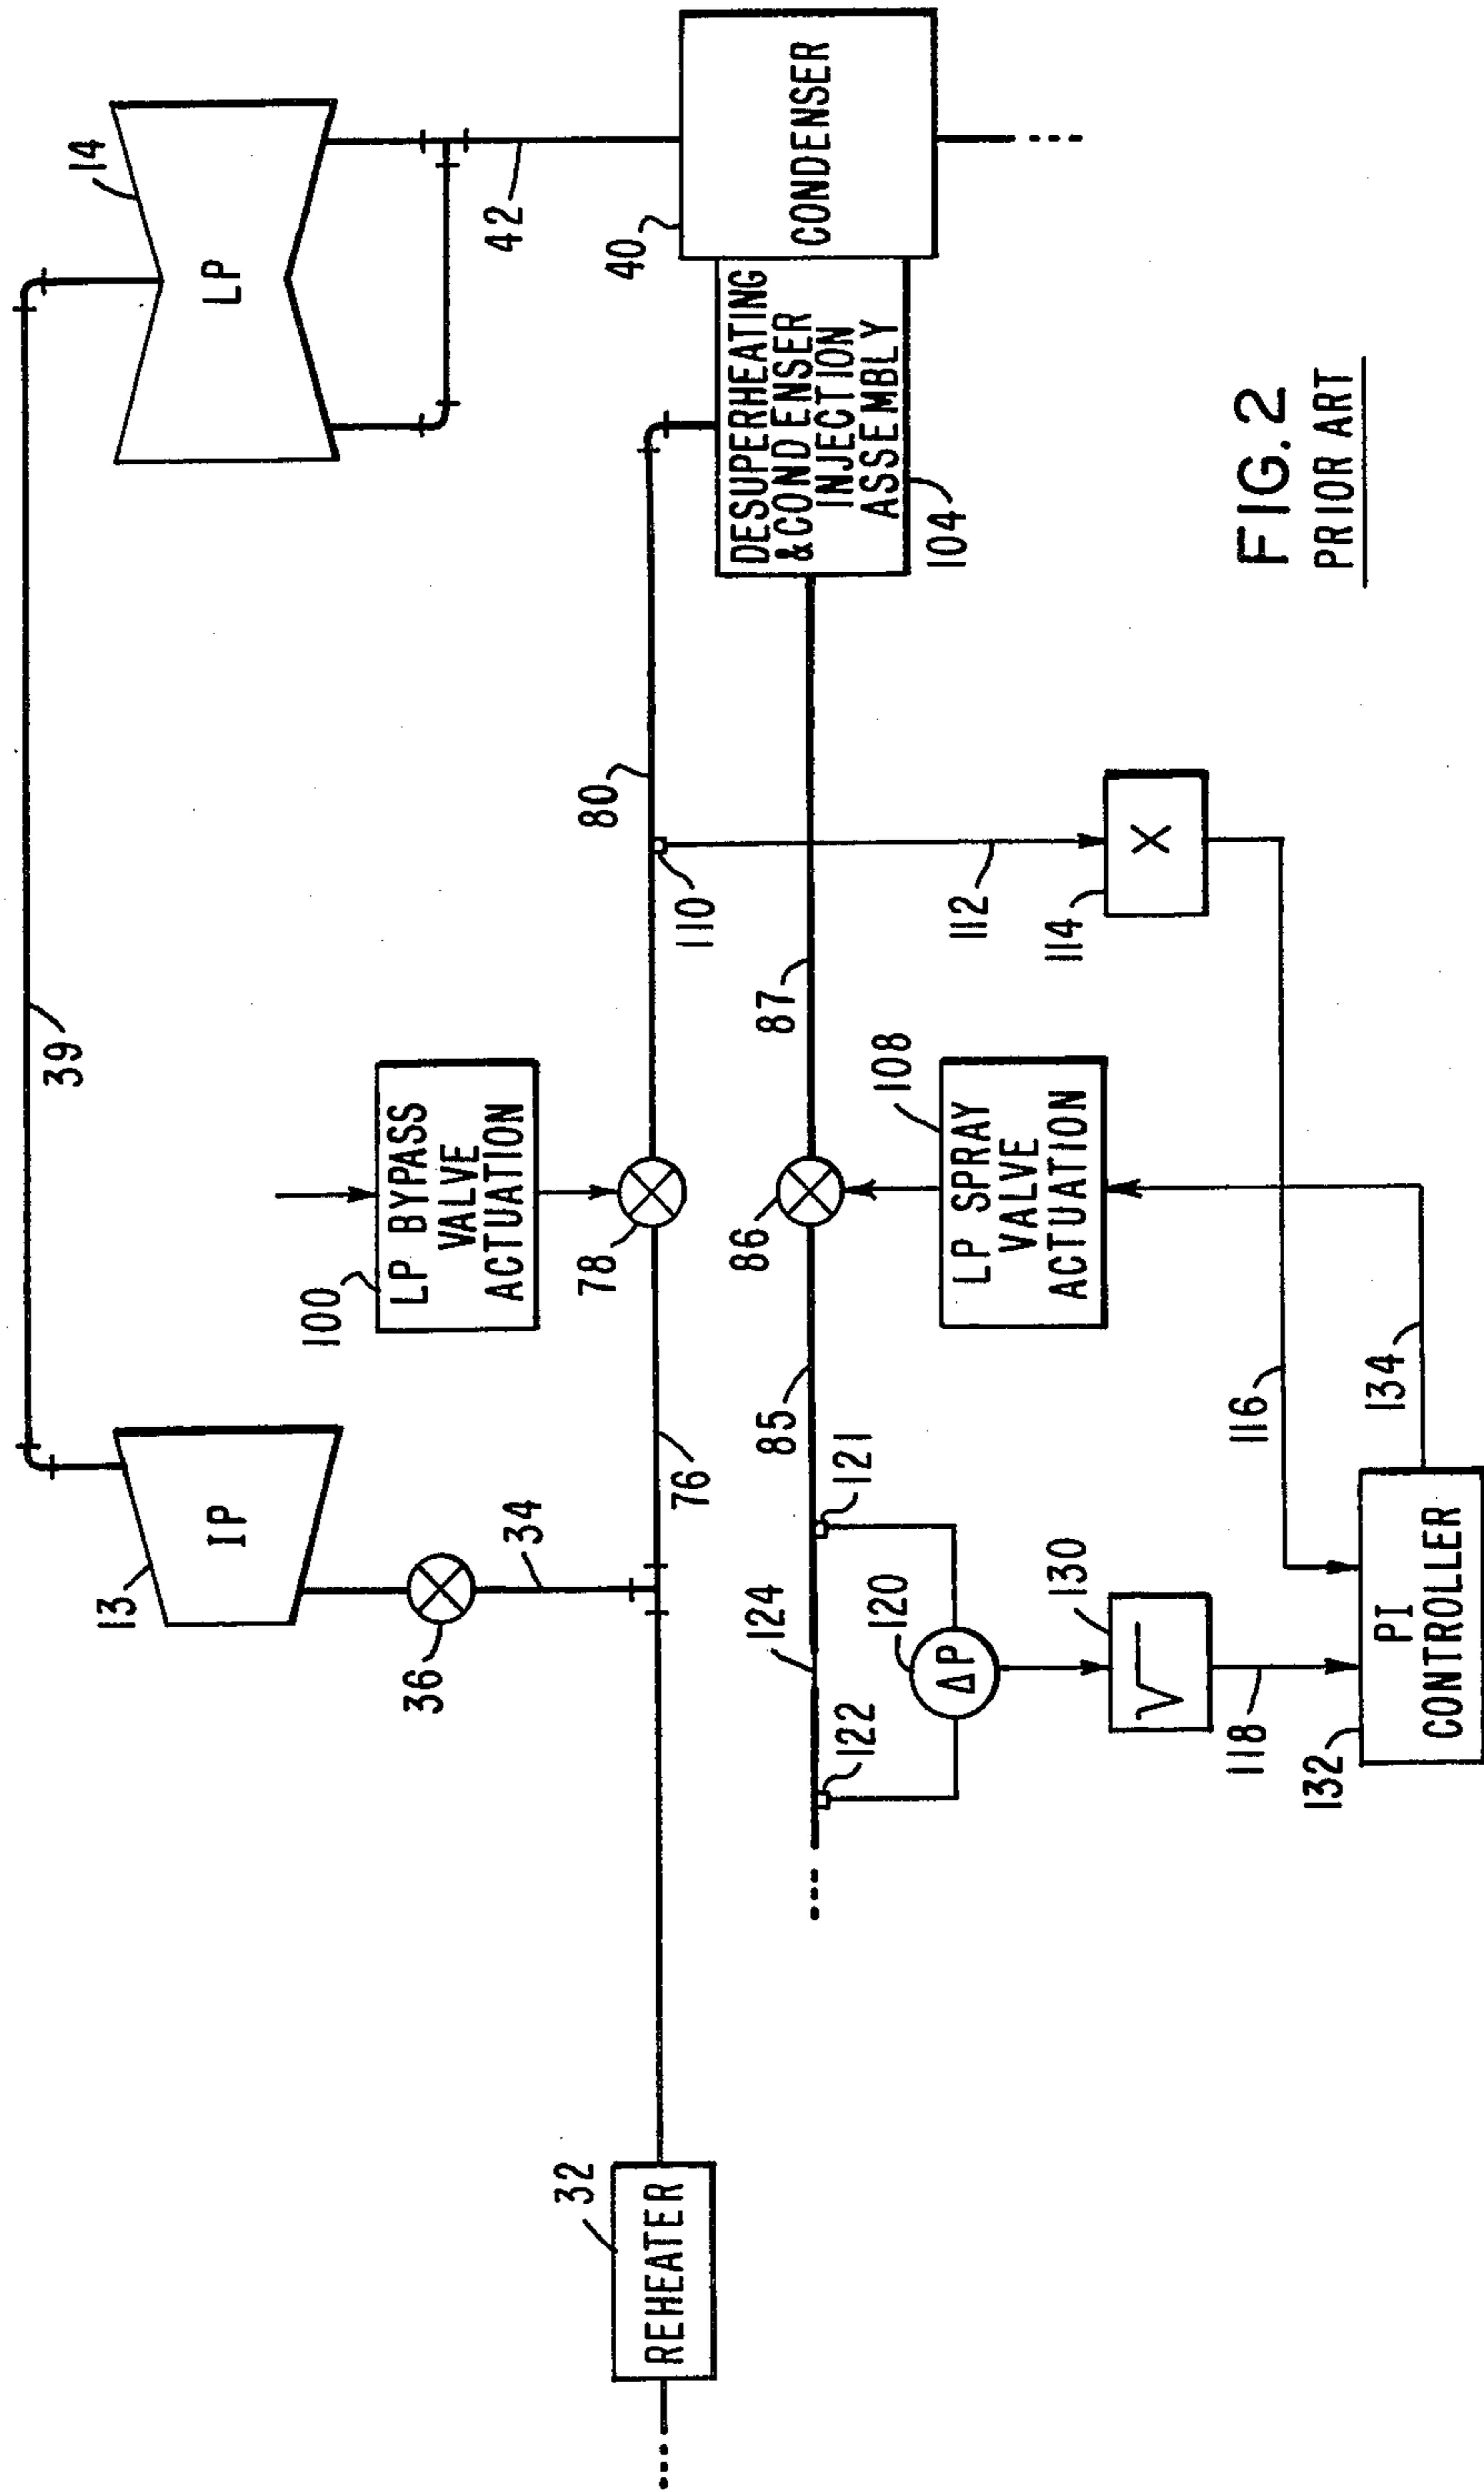 14
LP
39
42
40
CONDENSER
DESUPERHEATING
&CONDENSER
INJECTION
ASSEMBLY
104
13
IP
36
34
100
LP BYPASS
VALVE
ACTUATION
78
76
80
110
32
REHEATER
85
86
87
108
LP SPRAY
VALVE
ACTUATION
112
114
X
116
124
122
121
120
ΔP
130
√
118
132
PI
CONTROLLER
134
FIG.2
PRIOR ART